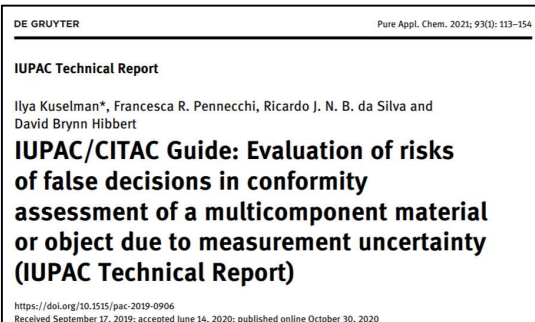 DE GRUYTER
Pure Appl. Chem. 2021; 93(1): 113–154
IUPAC Technical Report
Ilya Kuselman*, Francesca R. Pennecchi, Ricardo J. N. B. da Silva and
David Brynn Hibbert
IUPAC/CITAC Guide: Evaluation of risks
of false decisions in conformity
assessment of a multicomponent material
or object due to measurement uncertainty
(IUPAC Technical Report)
https://doi.org/10.1515/pac-2019-0906
Received September 17, 2019; accepted June 14, 2020; published online October 30, 2020